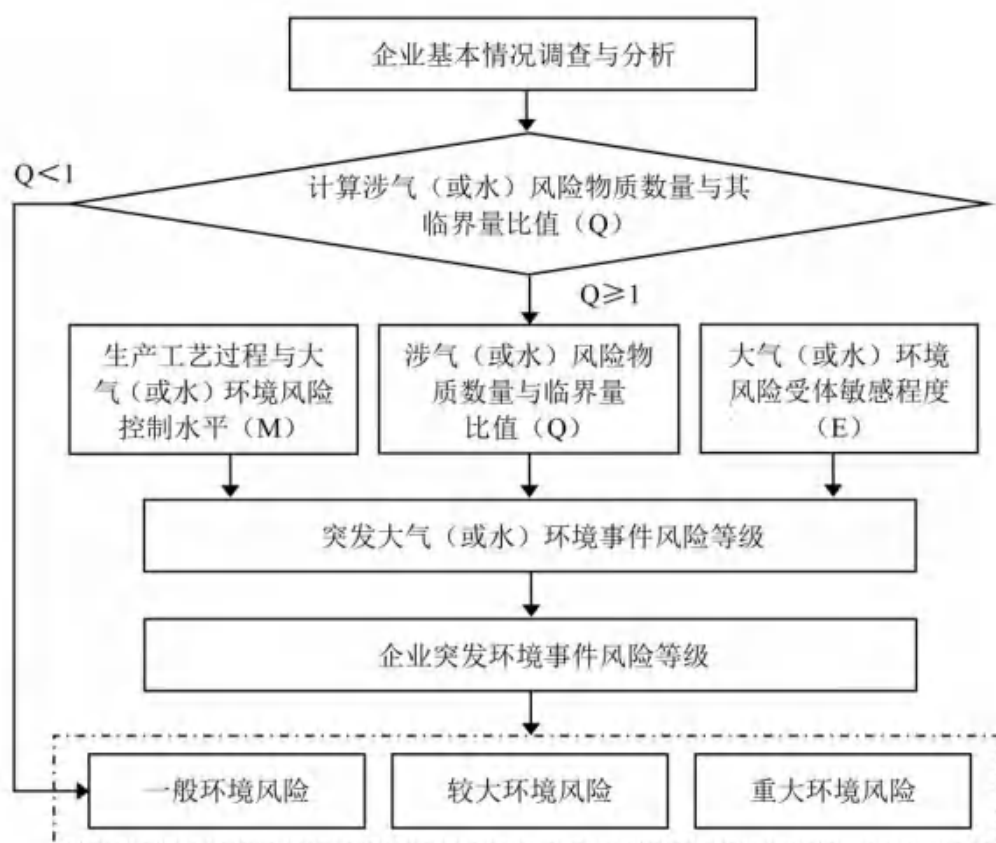 企业基本情况调查与分析
Q＜1
计算涉气（或水）风险物质数量与其
临界量比值（Q）
Q≥1
生产工艺过程与大
气（或水）环境风险
控制水平（M）
涉气（或水）风险物
质数量与临界量
比值（Q）
大气（或水）环境
风险受体敏感程度
（E）
突发大气（或水）环境事件风险等级
企业突发环境事件风险等级
一般环境风险
较大环境风险
重大环境风险